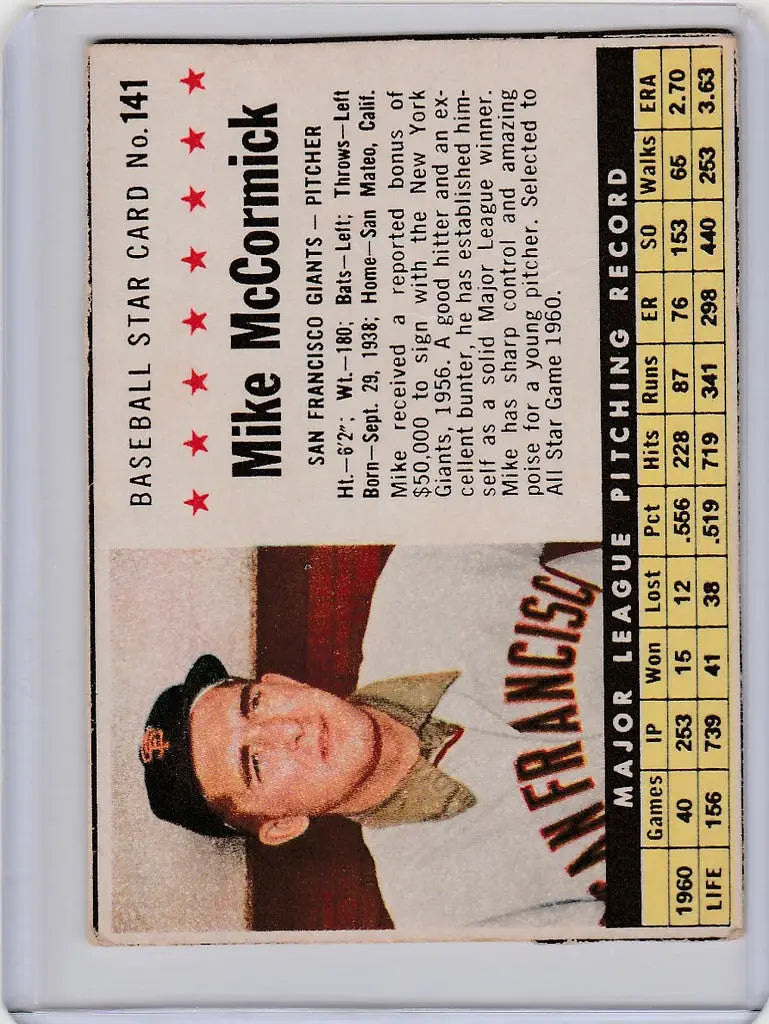 BASEBALL STAR CARD No. 141
Mike McCormick
SAN FRANCISCO GIANTS — PITCHER
Ht.—6'2"; Wt.—180; Bats—Left; Throws—Left
Born—Sept. 29, 1938; Home—San Mateo, Calif.
Mike received a reported bonus of
$50,000 to sign with the New York
Giants, 1956. A good hitter and an ex-
cellent bunter, he has established him-
self as a solid Major League winner.
Mike has sharp control and amazing
poise for a young pitcher. Selected to
All Star Game 1960.
SF
AN FRANCISC
MAJOR LEAGUE PITCHING RECORD
Games IP Won Lost Pct Hits Runs ER SO Walks ERA
1960 40 253 15 12 .556 228 87 76 153 65 2.70
LIFE 156 739 41 38 .519 719 341 298 440 253 3.63